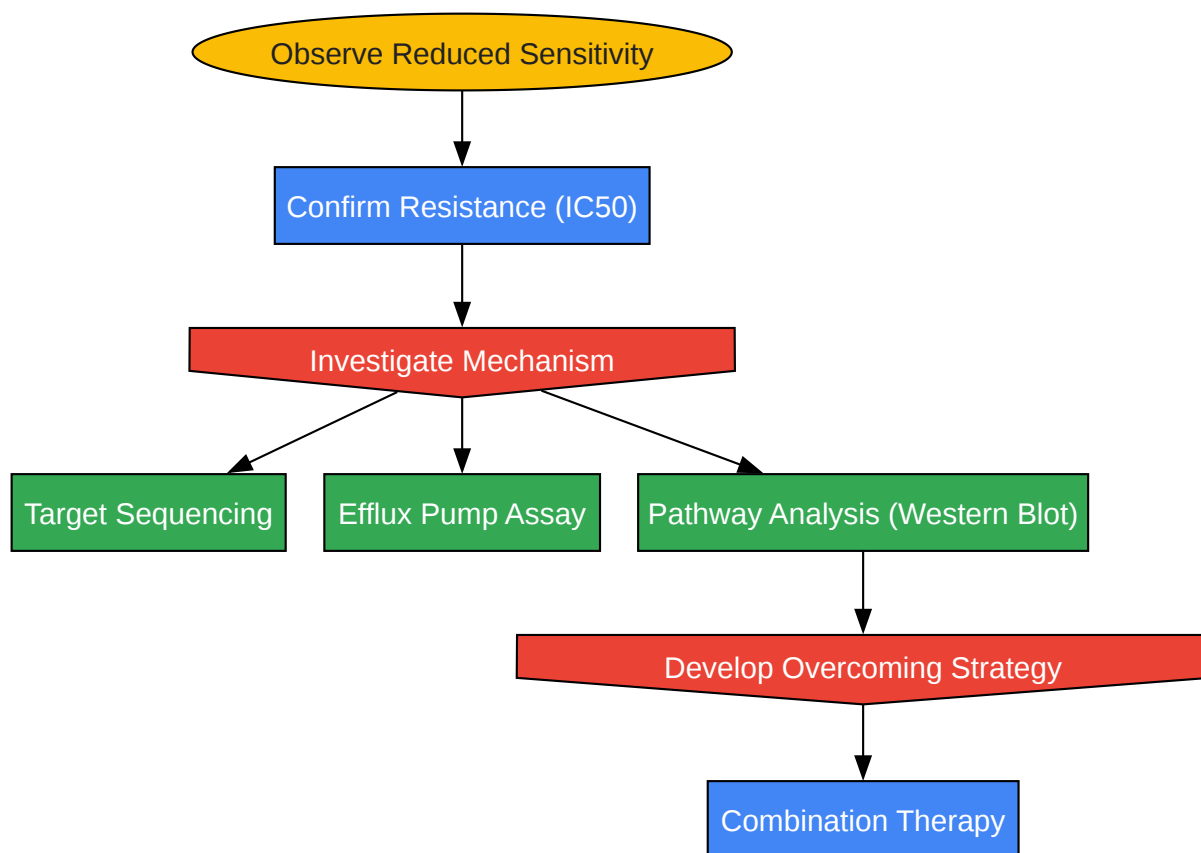 Observe Reduced Sensitivity
Confirm Resistance (IC50)
Investigate Mechanism
Target Sequencing
Efflux Pump Assay
Pathway Analysis (Western Blot)
Develop Overcoming Strategy
Combination Therapy